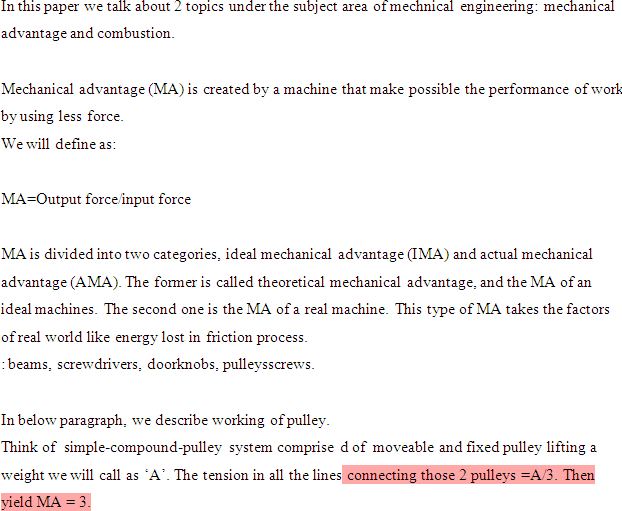 In this paper we talk about 2 topics under the subject area of mechnical engineering: mechanical
advantage and combustion.
Mechanical advantage (MA) is created by a machine that make possible the performance of work
by using less force.
We will define as:
MA=Output force/input force
MA is divided into two categories, ideal mechanical advantage (IMA) and actual mechanical
advantage (AMA). The former is called theoretical mechanical advantage, and the MA of an
ideal machines. The second one is the MA of a real machine. This type of MA takes the factors
of real world like energy lost in friction process.
: beams, screwdrivers, doorknobs, pulleysscrews.
In below paragraph, we describe working of pulley.
Think of simple-compound-pulley system comprise d of moveable and fixed pulley lifting a
weight we will call as ‘A’. The tension in all the lines connecting those 2 pulleys =A/3. Then
yield MA = 3.